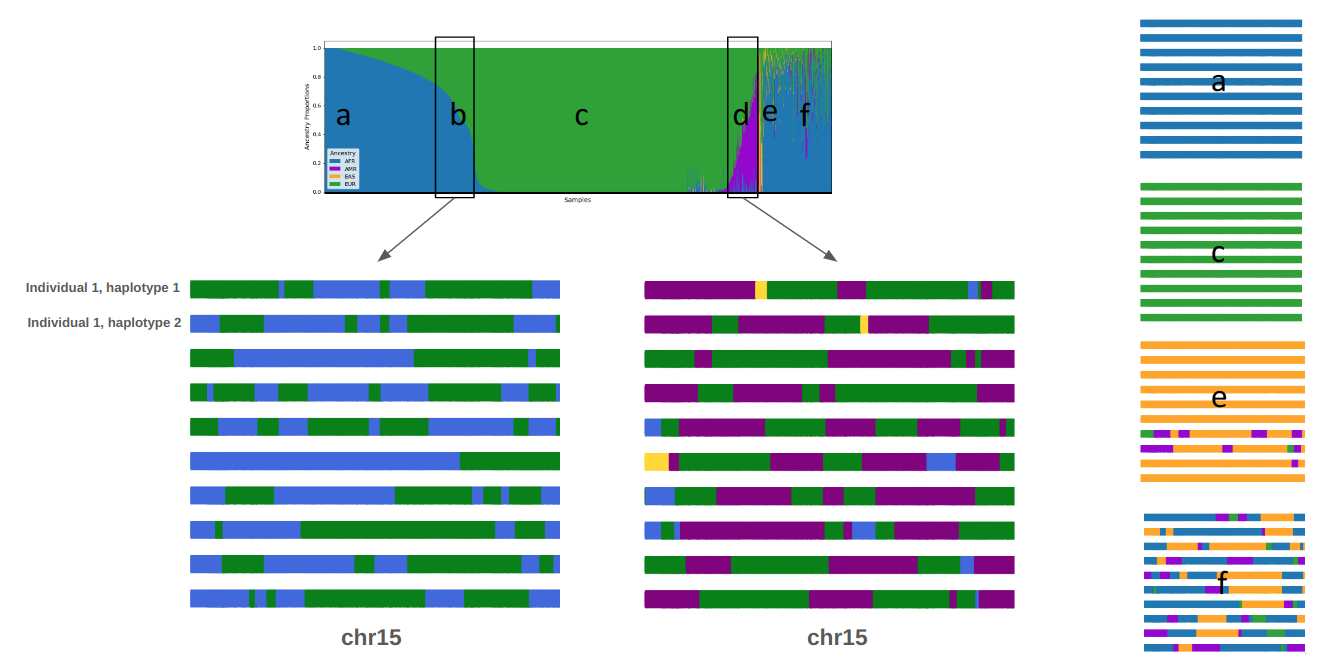 1.0
0.8
0.6
0.4
0.2
0.0
Ancestry Proportions
Samples
Ancestry
AFR
AMR
EAS
EUR
a
b
c
d
e
f
Individual 1, haplotype 1
Individual 1, haplotype 2
chr15
chr15
a
c
e
f